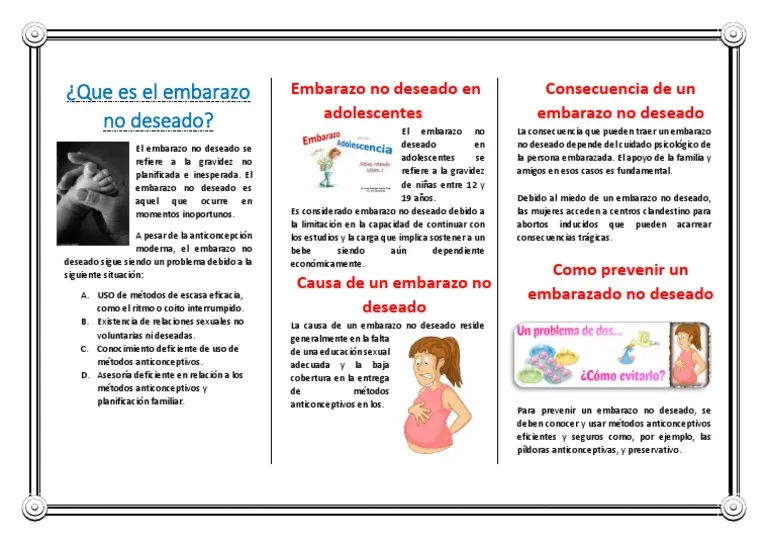 ¿Que es el embarazo
no deseado?
El embarazo no deseado se
refiere a la gravidez no
planificada e inesperada. El
embarazo no deseado es
aquel que ocurre en
momentos inoportunos.
A pesar de la anticoncepción
moderna, el embarazo no
deseado sigue siendo un problema debido a la
siguiente situación:
A. USO de métodos de escasa eficacia,
como el ritmo o coito interrumpido.
B. Existencia de relaciones sexuales no
voluntarias ni deseadas.
C. Conocimiento deficiente de uso de
métodos anticonceptivos.
D. Asesoría deficiente en relación a los
métodos anticonceptivos y
planificación familiar.
Embarazo no deseado en
adolescentes
Embarazo
Adolescencia
El embarazo no
deseado en
adolescentes se
refiere a la gravidez
de niñas entre 12 y
19 años.
Es considerado embarazo no deseado debido a
la limitación en la capacidad de continuar con
los estudios y la carga que implica sostener a un
bebe siendo aún dependiente
económicamente.
Causa de un embarazo no
deseado
La causa de un embarazo no deseado reside
generalmente en la falta
de una educación sexual
adecuada y la baja
cobertura en la entrega
de métodos
anticonceptivos en los.
Consecuencia de un
embarazo no deseado
La consecuencia que pueden traer un embarazo
no deseado depende del cuidado psicológico de
la persona embarazada. El apoyo de la familia y
amigos en esos casos es fundamental.
Debido al miedo de un embarazo no deseado,
las mujeres acceden a centros clandestino para
abortos inducidos que pueden acarrear
consecuencias trágicas.
Como prevenir un
embarazado no deseado
Un problema de dos...
¿Cómo evitarlo?
Para prevenir un embarazo no deseado, se
deben conocer y usar métodos anticonceptivos
eficientes y seguros como, por ejemplo, las
píldoras anticonceptivas, y preservativo.